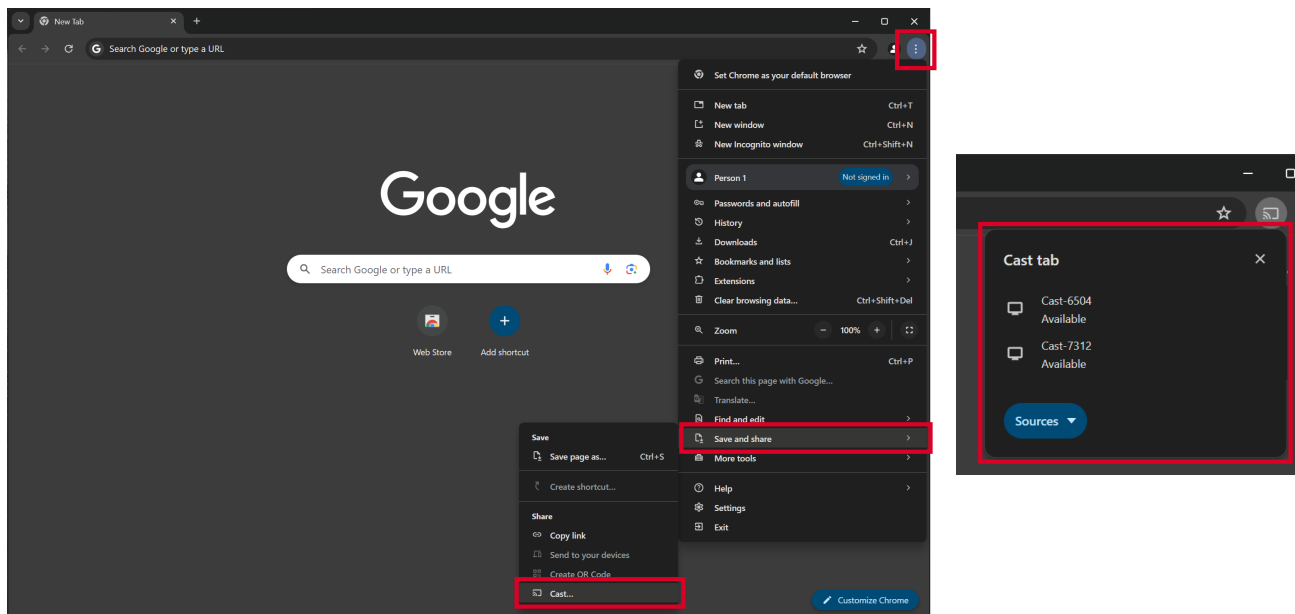 New Tab
Search Google or type a URL
Set Chrome as your default browser
New tab Ctrl+T
New window Ctrl+N
New Incognito window Ctrl+Shift+N
Person 1 Not signed in
Passwords and autofill
History
Downloads Ctrl+J
Bookmarks and lists
Extensions
Clear browsing data... Ctrl+Shift+Del
Zoom - 100% +
Print... Ctrl+P
Search this page with Google...
Translate...
Find and edit
Save and share
More tools
Help
Settings
Exit
Google
Search Google or type a URL
Web Store Add shortcut
Save
Save page as... Ctrl+S
Create shortcut...
Share
Copy link
Send to your devices
Create QR Code
Cast...
Customize Chrome
Cast tab
Cast-6504
Available
Cast-7312
Available
Sources